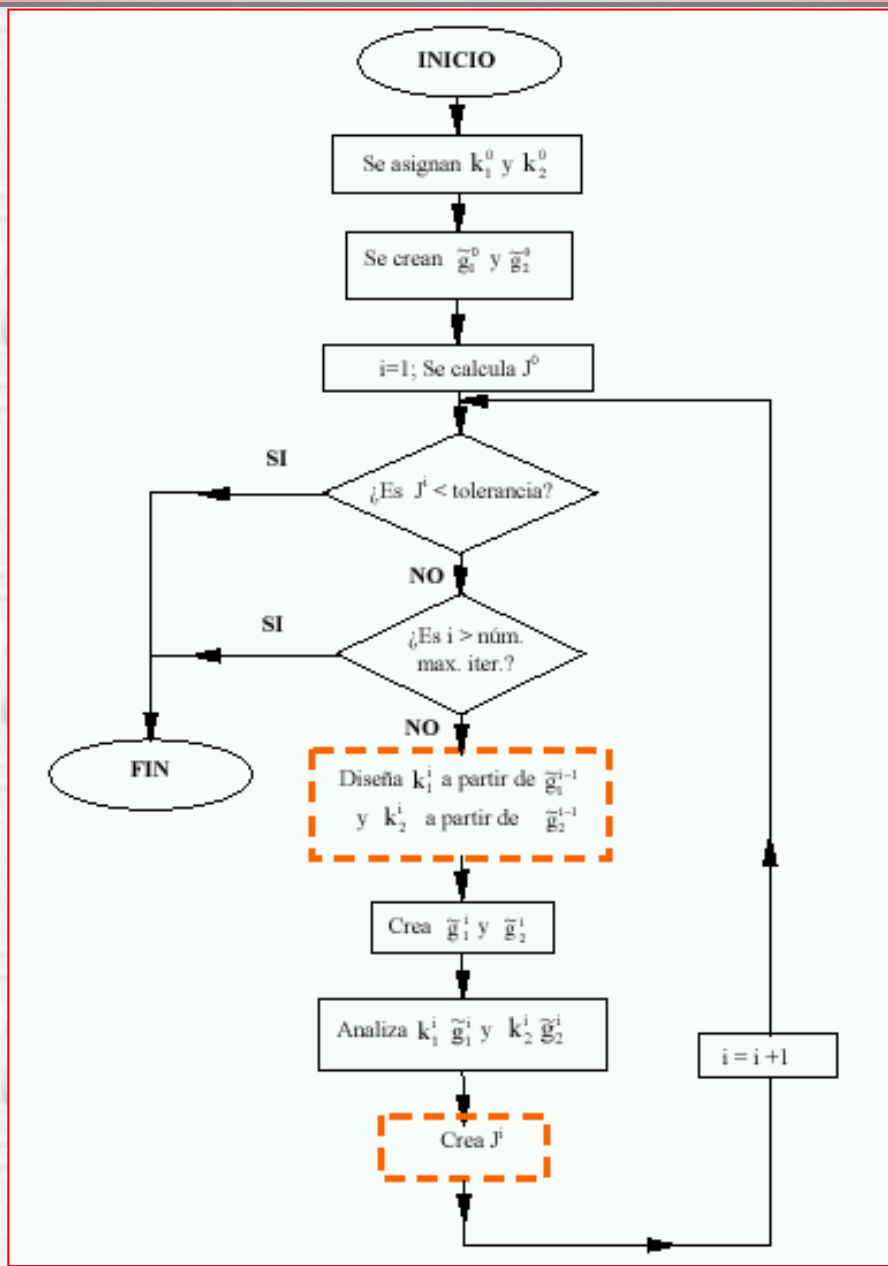 INICIO
Se asignan k₁⁰ y k₂⁰
Se crean g̃₁⁰ y g̃₂⁰
i=1; Se calcula J⁰
SI
¿Es Jⁱ < tolerancia?
NO
SI
¿Es i > núm.
max. iter.?
NO
FIN
Diseña k₁ⁱ a partir de g̃₁ⁱ⁻¹
y k₂ⁱ a partir de g̃₂ⁱ⁻¹
Crea g̃₁ⁱ y g̃₂ⁱ
Analiza k₁ⁱ g̃₁ⁱ y k₂ⁱ g̃₂ⁱ
i = i +1
Crea Jⁱ